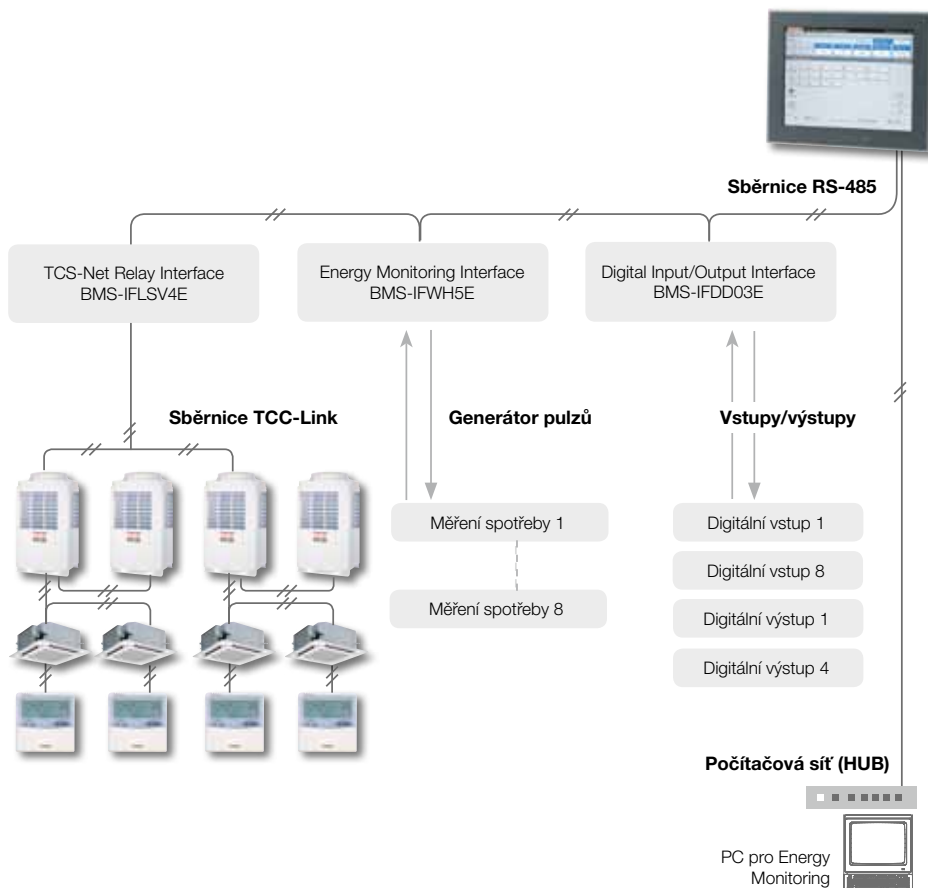 Sběrnice RS-485
TCS-Net Relay Interface
BMS-IFLSV4E
Energy Monitoring Interface
BMS-IFWH5E
Digital Input/Output Interface
BMS-IFDD03E
Sběrnice TCC-Link
Generátor pulzů
Vstupy/výstupy
Měření spotřeby 1
Měření spotřeby 8
Digitální vstup 1
Digitální vstup 8
Digitální výstup 1
Digitální výstup 4
Počítačová síť (HUB)
PC pro Energy
Monitoring